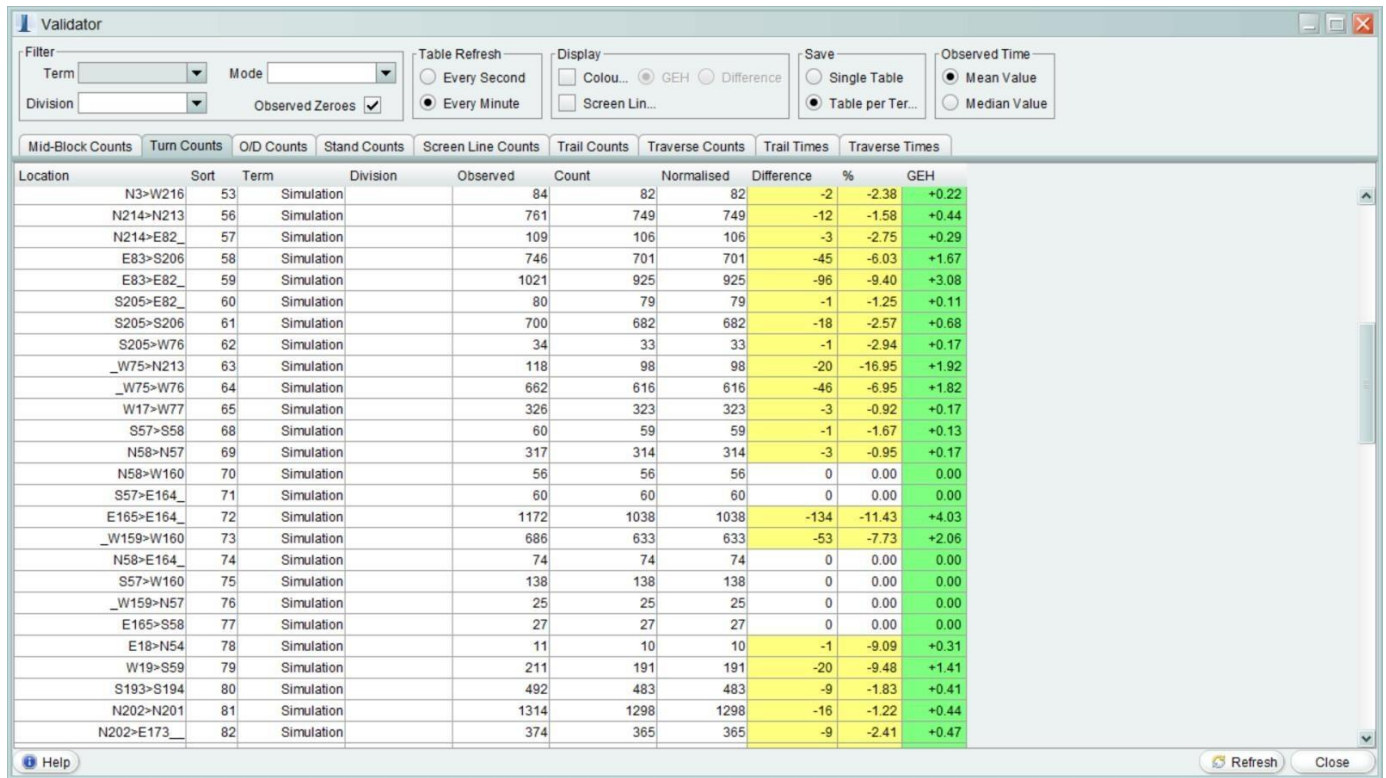 Validator
Filter Table Refresh Display Save Observed Time
Term Mode Every Second Colou... GEH Difference Single Table Mean Value
Division Observed Zeroes Every Minute Screen Lin... Table per Ter... Median Value
Mid-Block Counts Turn Counts O/D Counts Stand Counts Screen Line Counts Trail Counts Traverse Counts Trail Times Traverse Times
Location Sort Term Division Observed Count Normalised Difference % GEH
N3>W216 53 Simulation 84 82 82 -2 -2.38 +0.22
N214>N213 56 Simulation 761 749 749 -12 -1.58 +0.44
N214>E82_ 57 Simulation 109 106 106 -3 -2.75 +0.29
E83>S206 58 Simulation 746 701 701 -45 -6.03 +1.67
E83>E82_ 59 Simulation 1021 925 925 -96 -9.40 +3.08
S205>E82_ 60 Simulation 80 79 79 -1 -1.25 +0.11
S205>S206 61 Simulation 700 682 682 -18 -2.57 +0.68
S205>W76 62 Simulation 34 33 33 -1 -2.94 +0.17
_W75>N213 63 Simulation 118 98 98 -20 -16.95 +1.92
_W75>W76 64 Simulation 662 616 616 -46 -6.95 +1.82
W17>W77 65 Simulation 326 323 323 -3 -0.92 +0.17
S57>S58 68 Simulation 60 59 59 -1 -1.67 +0.13
N58>N57 69 Simulation 317 314 314 -3 -0.95 +0.17
N58>W160 70 Simulation 56 56 56 0 0.00 0.00
S57>E164_ 71 Simulation 60 60 60 0 0.00 0.00
E165>E164_ 72 Simulation 1172 1038 1038 -134 -11.43 +4.03
_W159>W160 73 Simulation 686 633 633 -53 -7.73 +2.06
N58>E164_ 74 Simulation 74 74 74 0 0.00 0.00
S57>W160 75 Simulation 138 138 138 0 0.00 0.00
_W159>N57 76 Simulation 25 25 25 0 0.00 0.00
E165>S58 77 Simulation 27 27 27 0 0.00 0.00
E18>N54 78 Simulation 11 10 10 -1 -9.09 +0.31
W19>S59 79 Simulation 211 191 191 -20 -9.48 +1.41
S193>S194 80 Simulation 492 483 483 -9 -1.83 +0.41
N202>N201 81 Simulation 1314 1298 1298 -16 -1.22 +0.44
N202>E173__ 82 Simulation 374 365 365 -9 -2.41 +0.47
Help Refresh Close